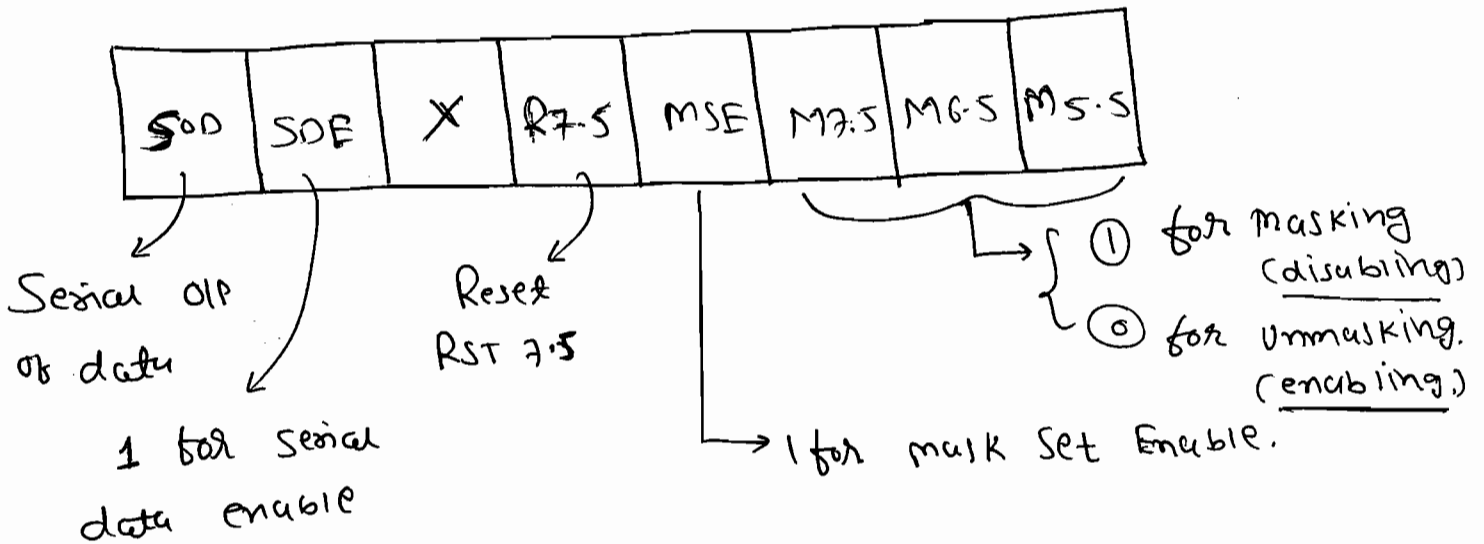 SOD SDE X R7.5 MSE M7.5 M6.5 M5.5
Serial O/P
of data
1 for serial
data enable
Reset
RST 7.5
1 for mask Set Enable.
① for masking
(disabling)
⓪ for unmasking.
(enabling)